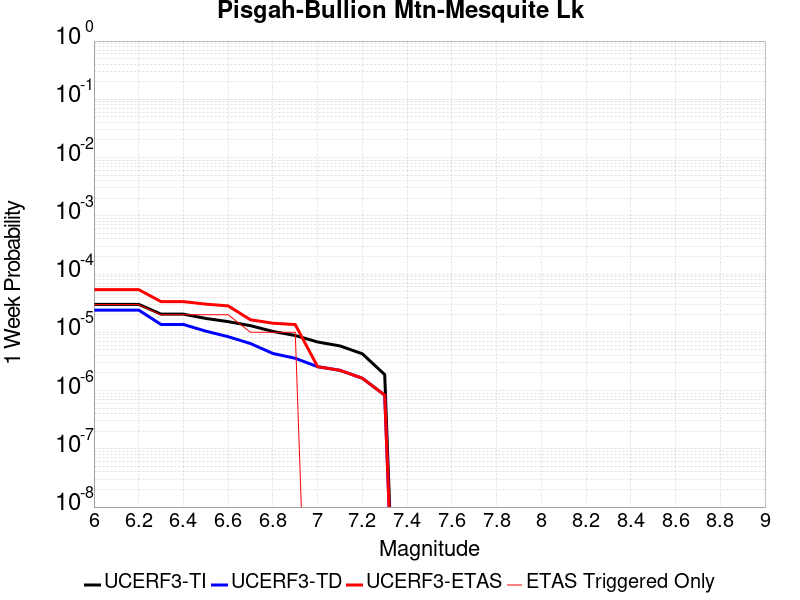 Pisgah-Bullion Mtn-Mesquite Lk
1 Week Probability
10^0
10^-1
10^-2
10^-3
10^-4
10^-5
10^-6
10^-7
10^-8
6 6.2 6.4 6.6 6.8 7 7.2 7.4 7.6 7.8 8 8.2 8.4 8.6 8.8 9
Magnitude
UCERF3-TI UCERF3-TD UCERF3-ETAS ETAS Triggered Only